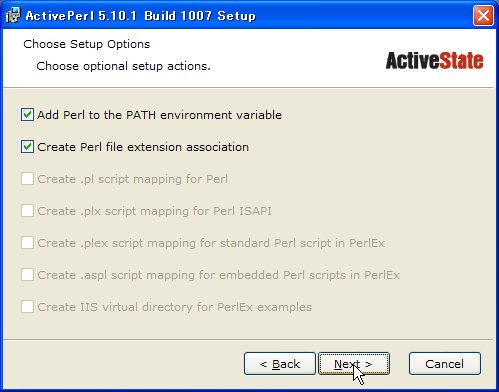 ActivePerl 5.10.1 Build 1007 Setup
Choose Setup Options
Choose optional setup actions.
ActiveState
Add Perl to the PATH environment variable
Create Perl file extension association
Create .pl script mapping for Perl
Create .plx script mapping for Perl ISAPI
Create .plex script mapping for standard Perl script in PerlEx
Create .aspl script mapping for embedded Perl scripts in PerlEx
Create IIS virtual directory for PerlEx examples
< Back
Next >
Cancel